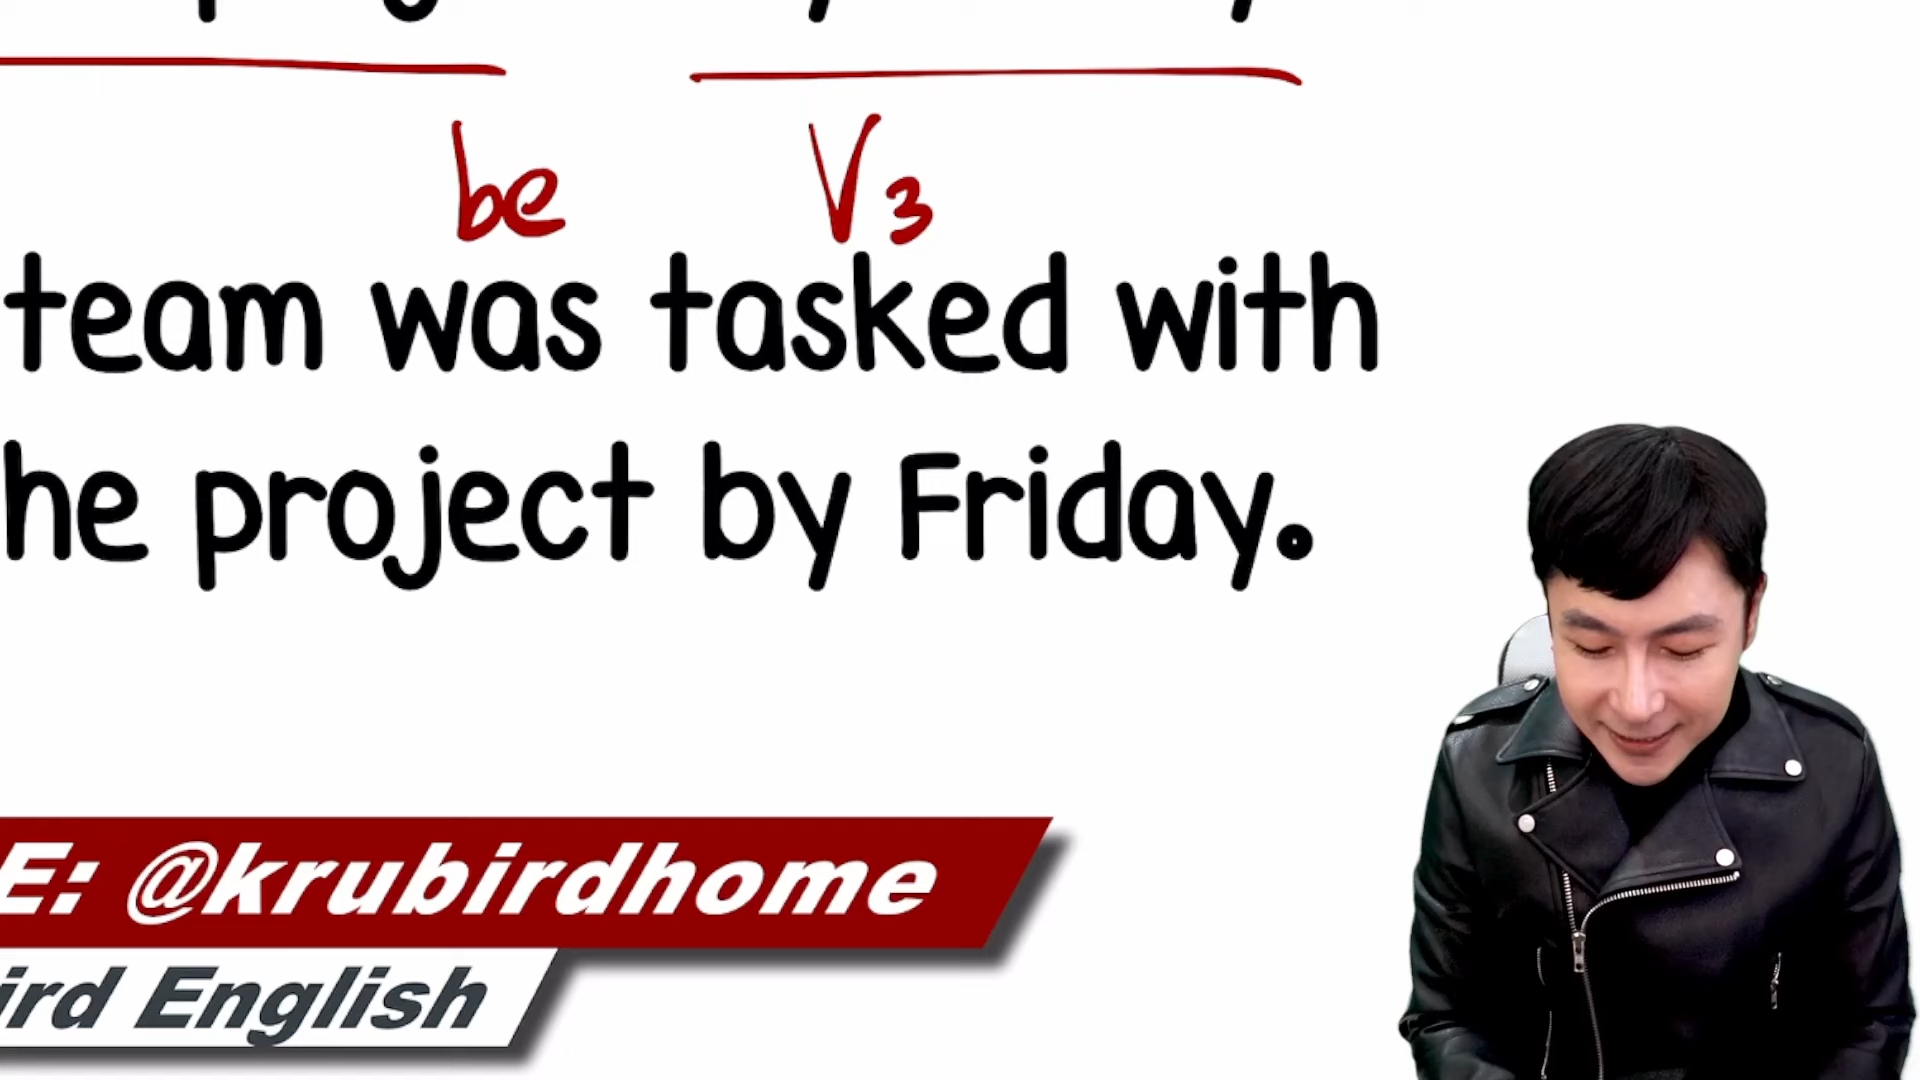 be V3
team was tasked with
he project by Friday.
E: @krubirdhome
ird English